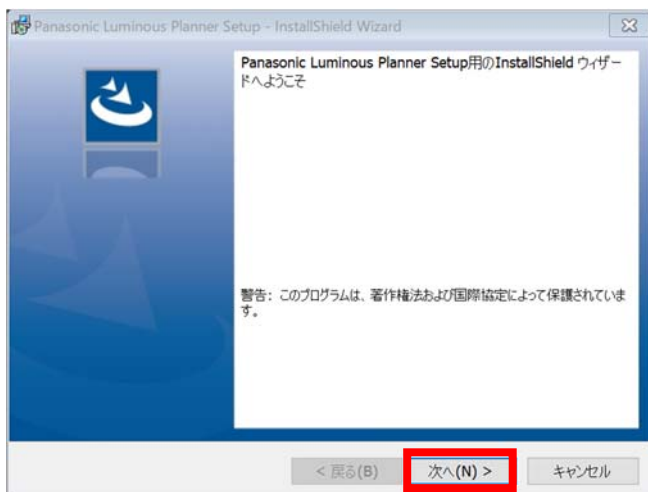 Panasonic Luminous Planner Setup - InstallShield Wizard
Panasonic Luminous Planner Setup用のInstallShield ウィザー
ドへようこそ
警告: このプログラムは、著作権法および国際協定によって保護されていま
す。
< 戻る(B)
次へ(N) >
キャンセル